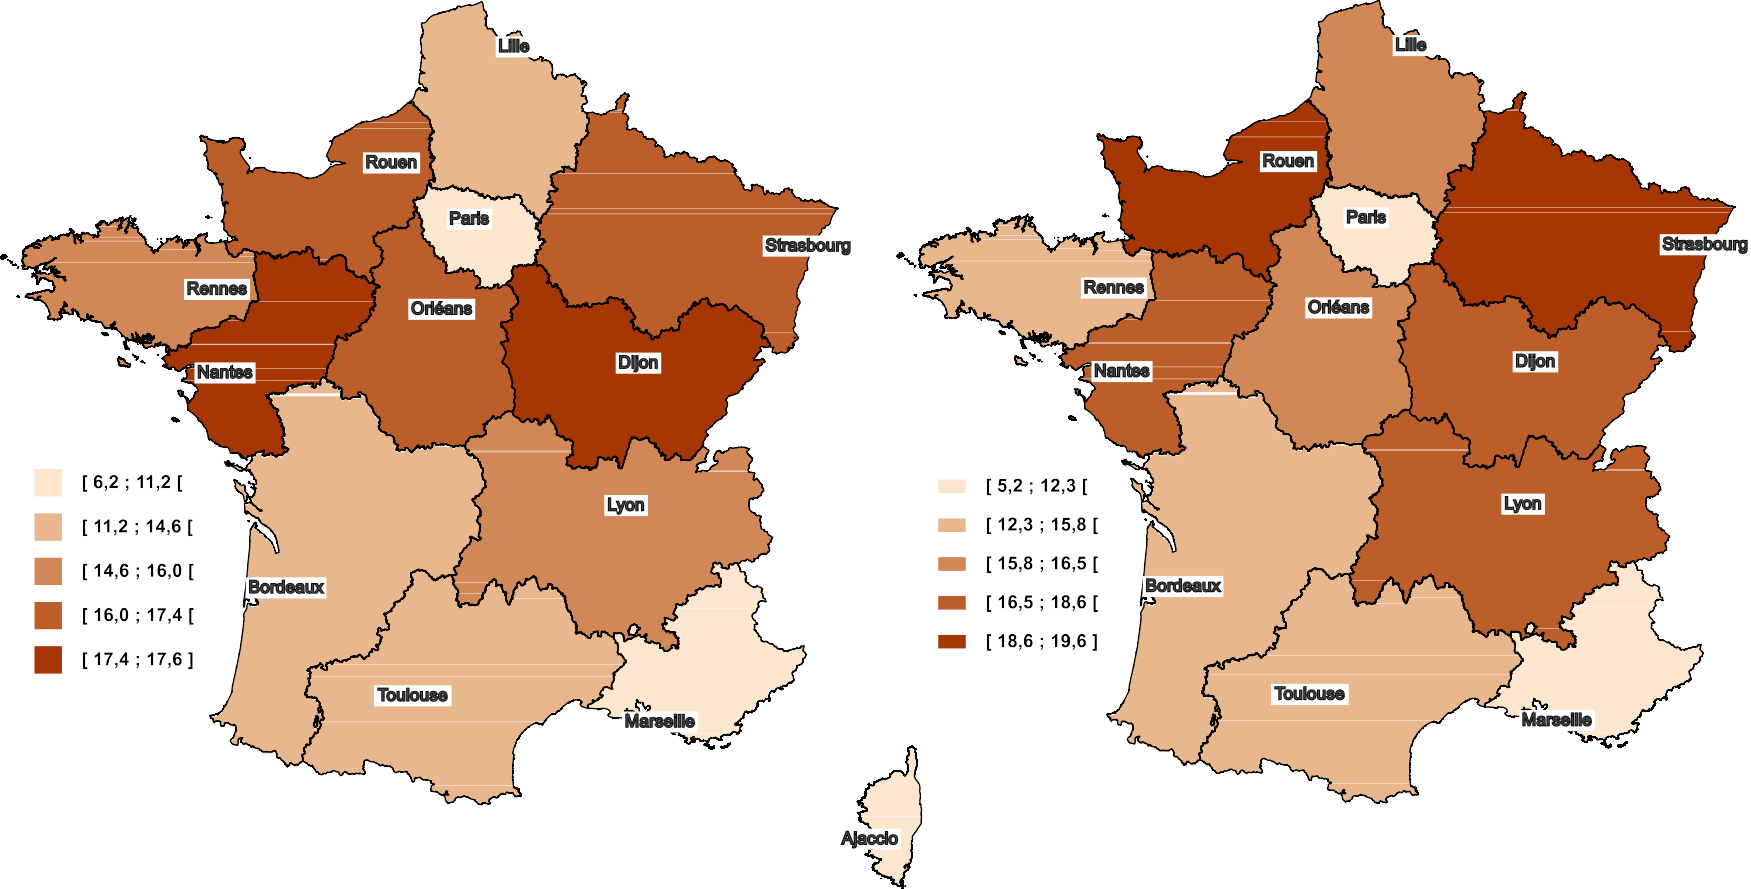 Lille
Rouen
Paris
Strasbourg
Rennes
Orléans
Dijon
Nantes
Lyon
Bordeaux
Toulouse
Marseille
Ajaccio
[ 6,2 ; 11,2 [
[ 11,2 ; 14,6 [
[ 14,6 ; 16,0 [
[ 16,0 ; 17,4 [
[ 17,4 ; 17,6 ]
Lille
Rouen
Paris
Strasbourg
Rennes
Orléans
Dijon
Nantes
Lyon
Bordeaux
Toulouse
Marseille
[ 5,2 ; 12,3 [
[ 12,3 ; 15,8 [
[ 15,8 ; 16,5 [
[ 16,5 ; 18,6 [
[ 18,6 ; 19,6 ]